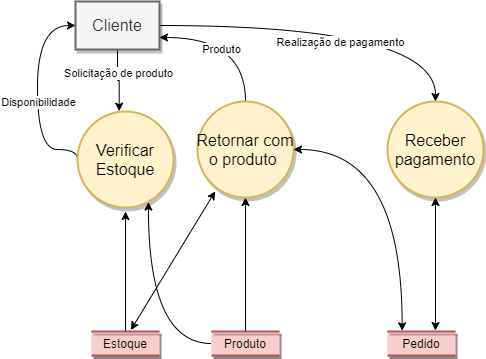 Cliente
Produto
Realização de pagamento
Solicitação de produto
Disponibilidade
Verificar
Estoque
Retornar com
o produto
Receber
pagamento
Estoque
Produto
Pedido